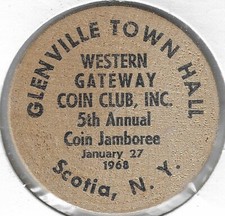 GLENVILLE TOWN HALL
WESTERN
GATEWAY
COIN CLUB, INC.
5th Annual
Coin Jamboree
January 27
1968
Scotia, N. Y.